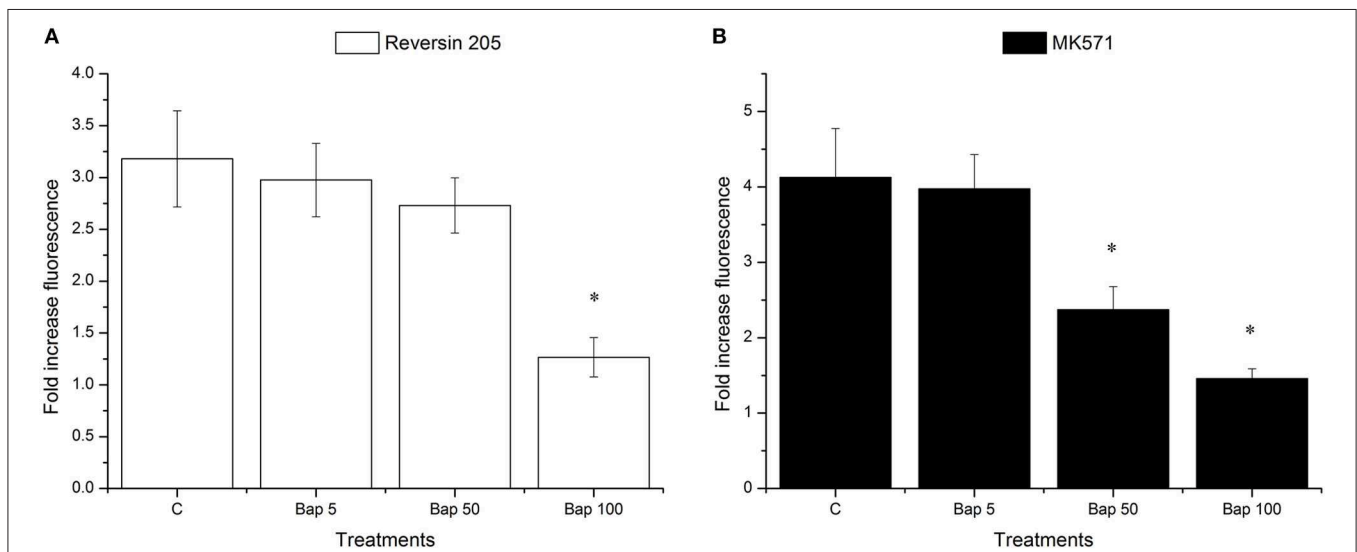 A
Reversin 205
Fold increase fluorescence
4.0
3.5
3.0
2.5
2.0
1.5
1.0
0.5
0.0
*
C
Bap 5
Bap 50
Bap 100
Treatments
B
MK571
Fold increase fluorescence
5
4
3
2
1
0
*
*
C
Bap 5
Bap 50
Bap 100
Treatments